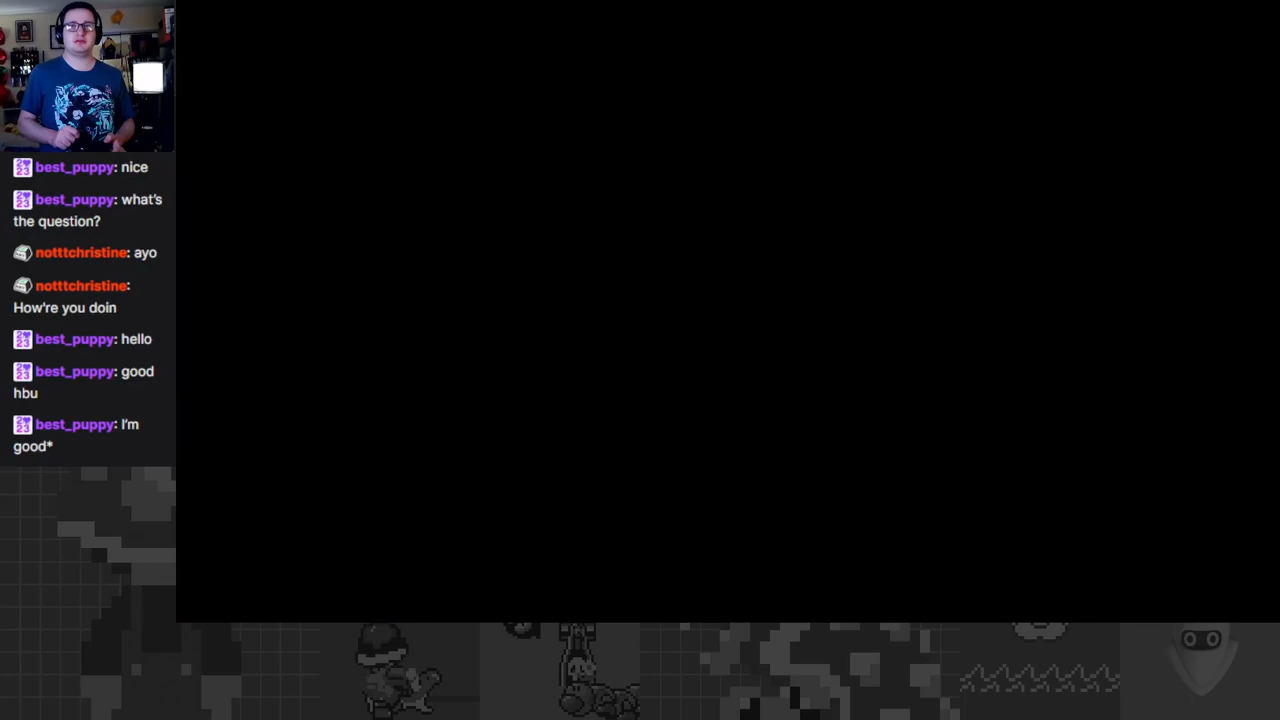 best_puppy: nice
best_puppy: what's
the question?
notttchristine: ayo
notttchristine:
How're you doin
best_puppy: hello
best_puppy: good
hbu
best_puppy: I'm
good*